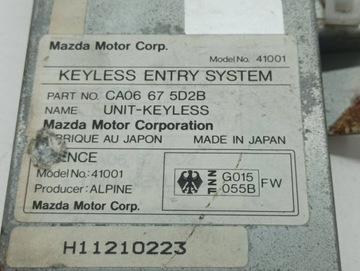 Mazda Motor Corp.
Model No. 41001
KEYLESS ENTRY SYSTEM
PART NO. CA06 67 5D2B
NAME UNIT-KEYLESS
Mazda Motor Corporation
FABRIQUE AU JAPON MADE IN JAPAN
ENCE
Model No.: 41001
Producer: ALPINE
Mazda Motor Corp.
G015
055B
FW
H11210223